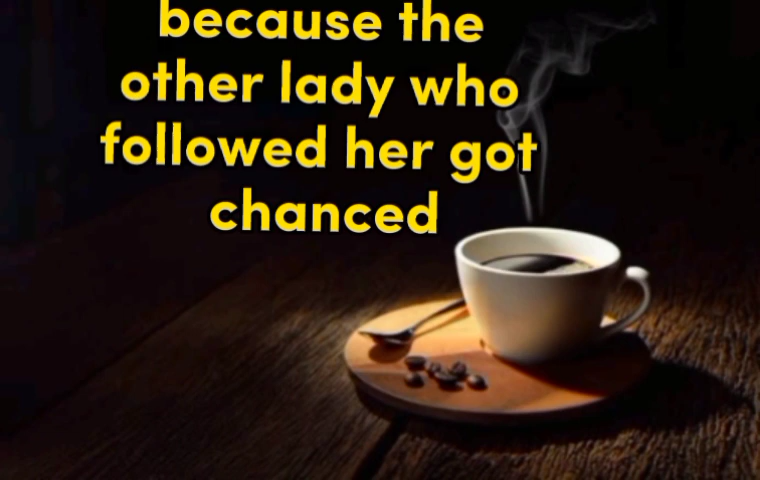 because the
other lady who
followed her got
chanced